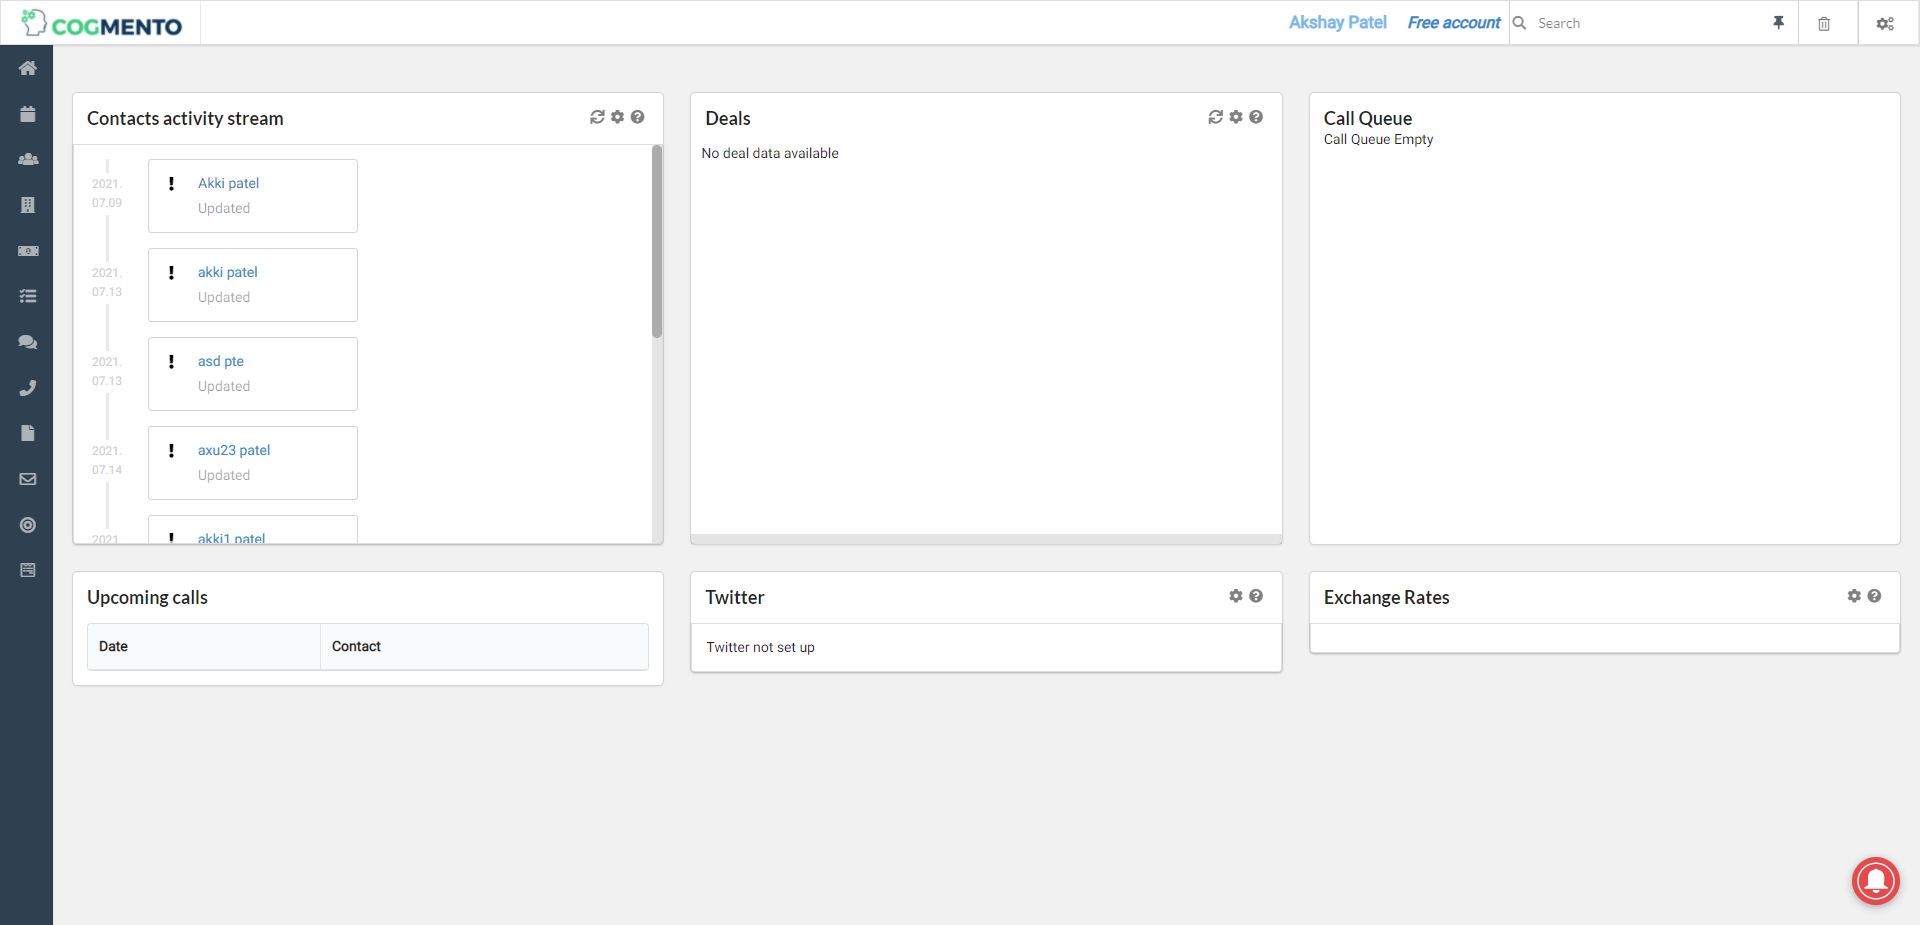 COGMENTO
Akshay Patel
Free account
Search
Contacts activity stream
2021.
07.09
Akki patel
Updated
2021.
07.13
akki patel
Updated
2021.
07.13
asd pte
Updated
2021.
07.14
axu23 patel
Updated
2021.
akki1 patel
Deals
No deal data available
Call Queue
Call Queue Empty
Upcoming calls
Date
Contact
Twitter
Twitter not set up
Exchange Rates